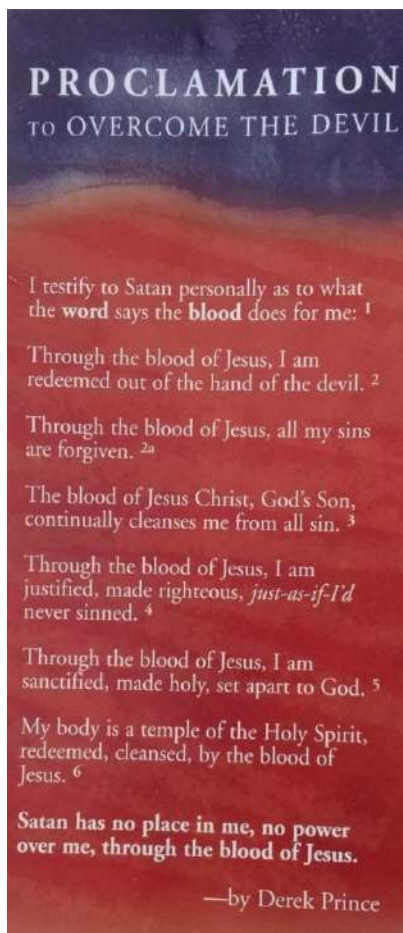 PROCLAMATION
TO OVERCOME THE DEVIL
I testify to Satan personally as to what
the word says the blood does for me: 1
Through the blood of Jesus, I am
redeemed out of the hand of the devil. 2
Through the blood of Jesus, all my sins
are forgiven. 2a
The blood of Jesus Christ, God's Son,
continually cleanses me from all sin. 3
Through the blood of Jesus, I am
justified, made righteous, just-as-if-I'd
never sinned. 4
Through the blood of Jesus, I am
sanctified, made holy, set apart to God. 5
My body is a temple of the Holy Spirit,
redeemed, cleansed, by the blood of
Jesus. 6
Satan has no place in me, no power
over me, through the blood of Jesus.
—by Derek Prince